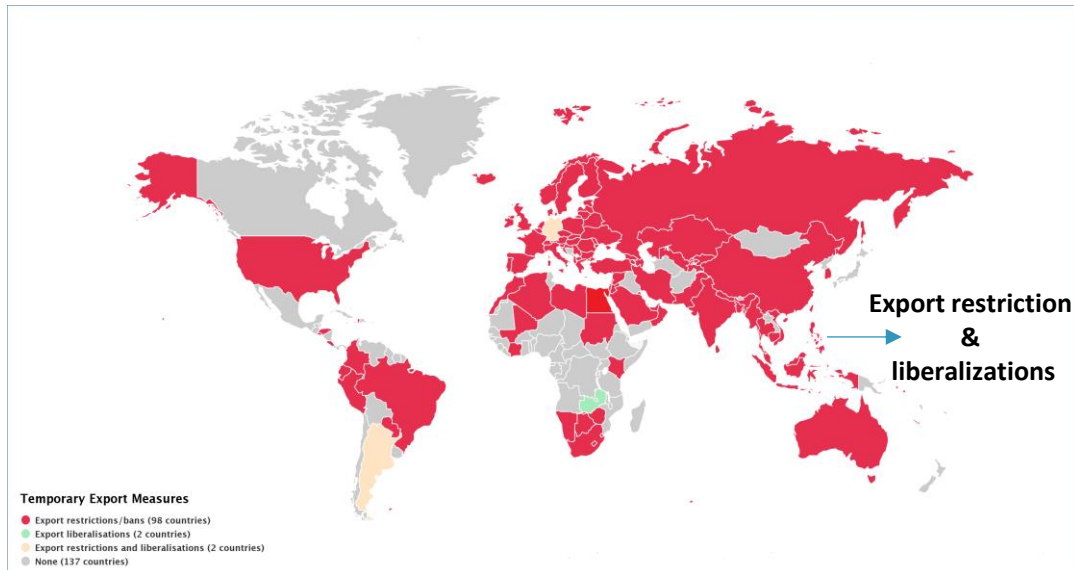 Export restriction
&
liberalizations
Temporary Export Measures
Export restrictions/bans (98 countries)
Export liberalisations (2 countries)
Export restrictions and liberalisations (2 countries)
None (137 countries)